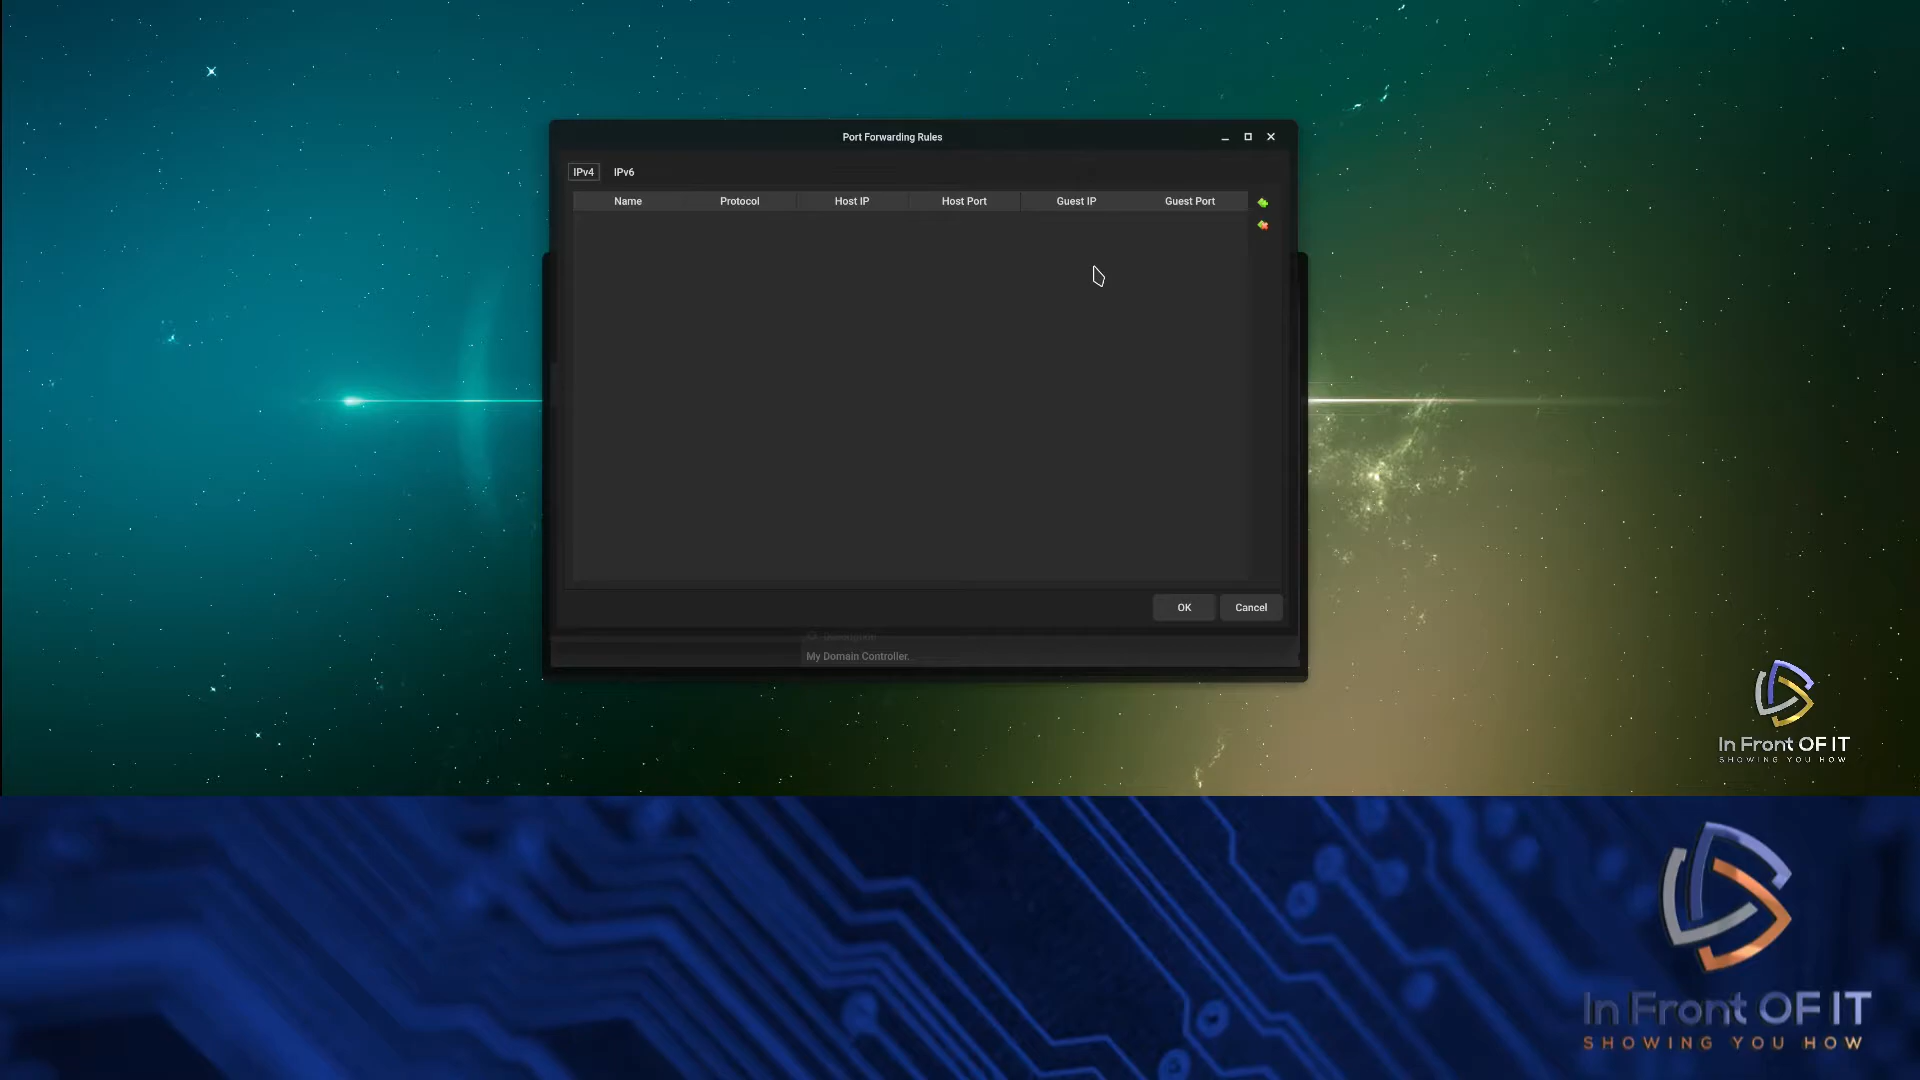 Port Forwarding Rules
IPv4 IPv6
Name Protocol Host IP Host Port Guest IP Guest Port
OK Cancel
Description
My Domain Controller.
In Front OF IT
SHOWING YOU HOW
In Front OF IT
SHOWING YOU HOW